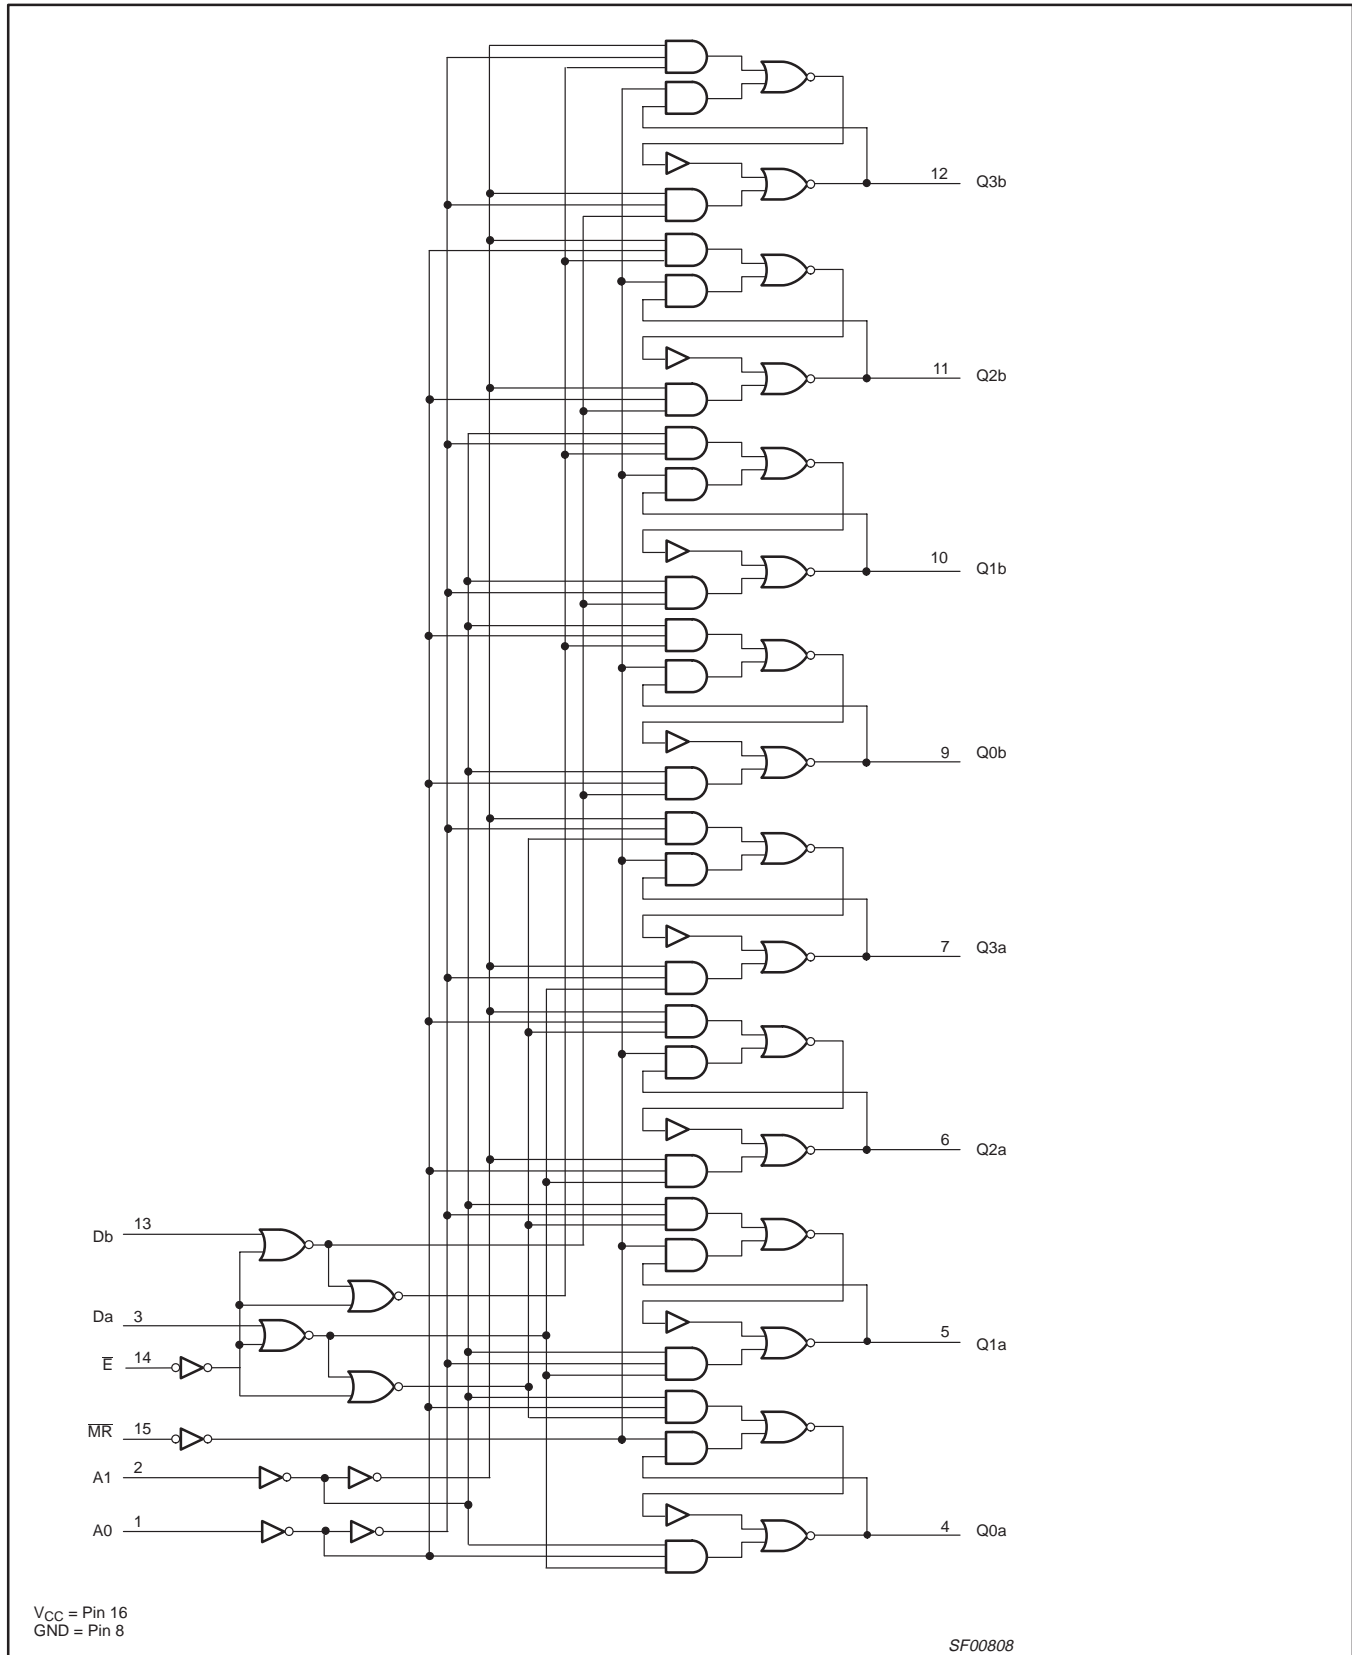 12 Q3b
11 Q2b
10 Q1b
9 Q0b
7 Q3a
6 Q2a
Db 13
Da 3
5 Q1a
E̅ 14
M̅R̅ 15
A1 2
A0 1
4 Q0a
VCC = Pin 16
GND = Pin 8
SF00808